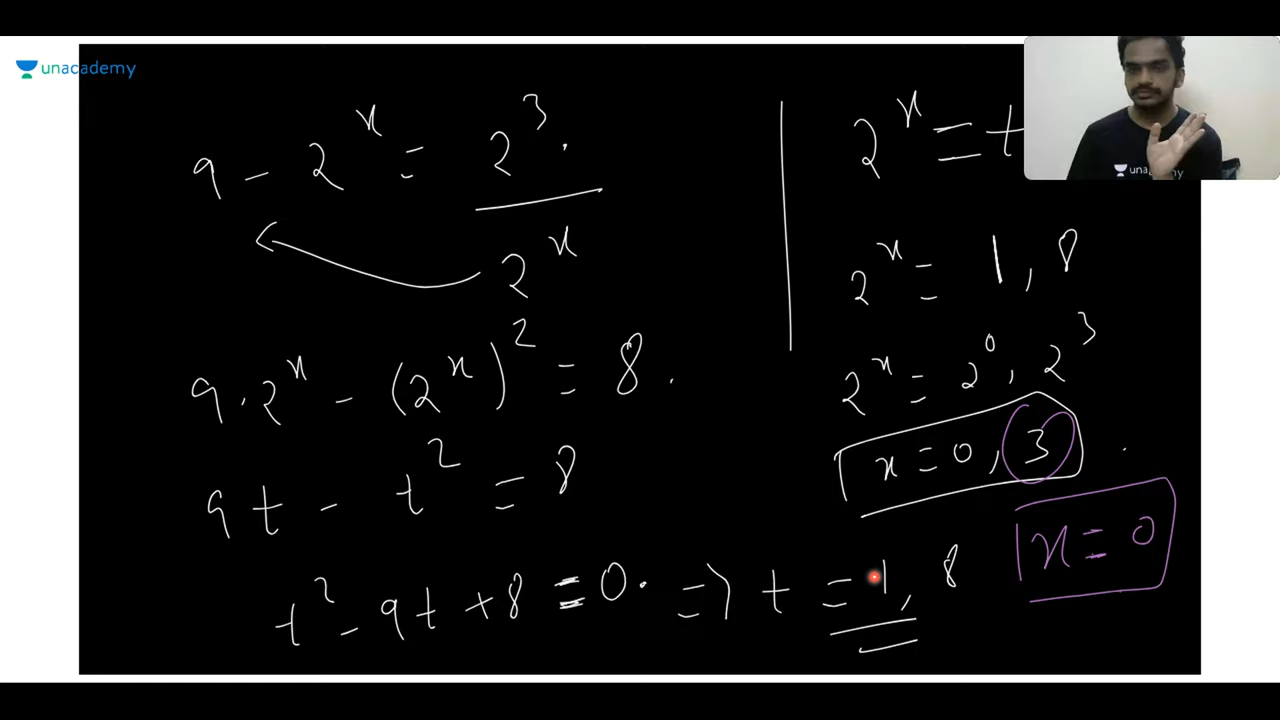 unacademy
9 - 2^x = 2^3 .
2^x
9 . 2^x - (2^x)^2 = 8 .
9t - t^2 = 8
t^2 - 9t + 8 = 0 . => t = 1, 8
2^x = t
2^x = 1, 8
2^x = 2^0, 2^3
x = 0, 3 .
x = 0